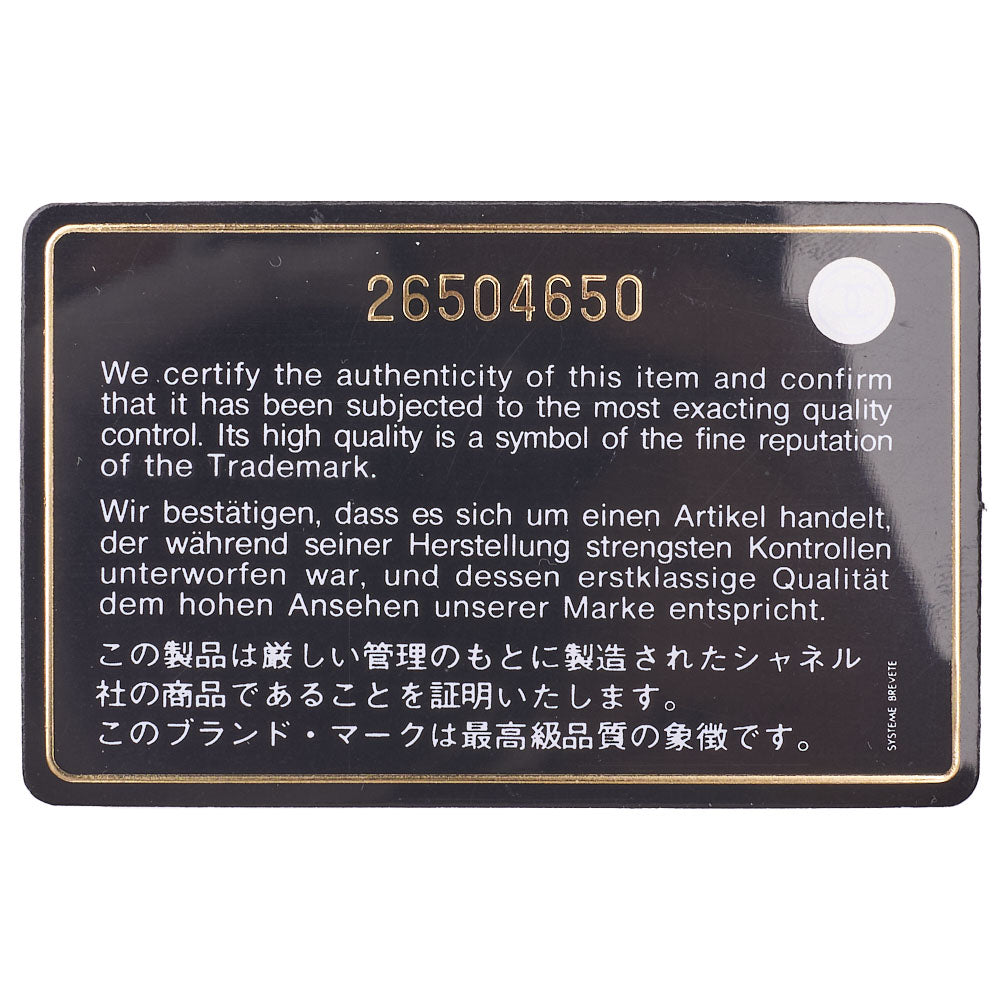 26504650
We certify the authenticity of this item and confirm
that it has been subjected to the most exacting quality
control. Its high quality is a symbol of the fine reputation
of the Trademark.
Wir bestätigen, dass es sich um einen Artikel handelt,
der während seiner Herstellung strengsten Kontrollen
unterworfen war, und dessen erstklassige Qualität
dem hohen Ansehen unserer Marke entspricht.
この製品は厳しい管理のもとに製造されたシャネル
社の商品であることを証明いたします。
このブランド・マークは最高級品質の象徴です。
SYSTEME BREVETE